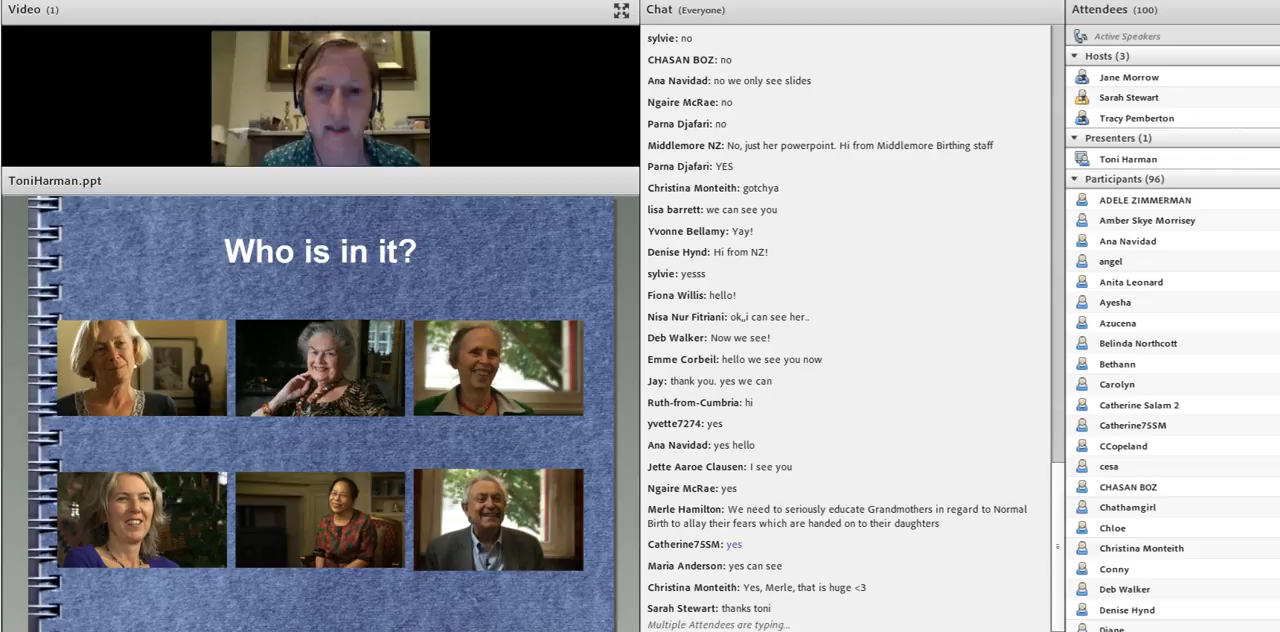 Video (1)
ToniHarman.ppt
Who is in it?
Chat (Everyone)
sylvie: no
CHASAN BOZ: no
Ana Navidad: no we only see slides
Ngaire McRae: no
Parna Djafari: no
Middlemore NZ: No, just her powerpoint. Hi from Middlemore Birthing staff
Parna Djafari: YES
Christina Monteith: gotchya
lisa barrett: we can see you
Yvonne Bellamy: Yay!
Denise Hynd: Hi from NZ!
sylvie: yesss
Fiona Willis: hello!
Nisa Nur Fitriani: ok,,i can see her..
Deb Walker: Now we see!
Emme Corbeil: hello we see you now
Jay: thank you. yes we can
Ruth-from-Cumbria: hi
yvette7274: yes
Ana Navidad: yes hello
Jette Aaroe Clausen: I see you
Ngaire McRae: yes
Merle Hamilton: We need to seriously educate Grandmothers in regard to Normal
Birth to allay their fears which are handed on to their daughters
Catherine75SM: yes
Maria Anderson: yes can see
Christina Monteith: Yes, Merle, that is huge <3
Sarah Stewart: thanks toni
Multiple Attendees are typing...
Attendees (100)
Active Speakers
Hosts (3)
Jane Morrow
Sarah Stewart
Tracy Pemberton
Presenters (1)
Toni Harman
Participants (96)
ADELE ZIMMERMAN
Amber Skye Morrisey
Ana Navidad
angel
Anita Leonard
Ayesha
Azucena
Belinda Northcott
Bethann
Carolyn
Catherine Salam 2
Catherine75SM
CCopeland
cesa
CHASAN BOZ
Chathamgirl
Chloe
Christina Monteith
Conny
Deb Walker
Denise Hynd
Diane